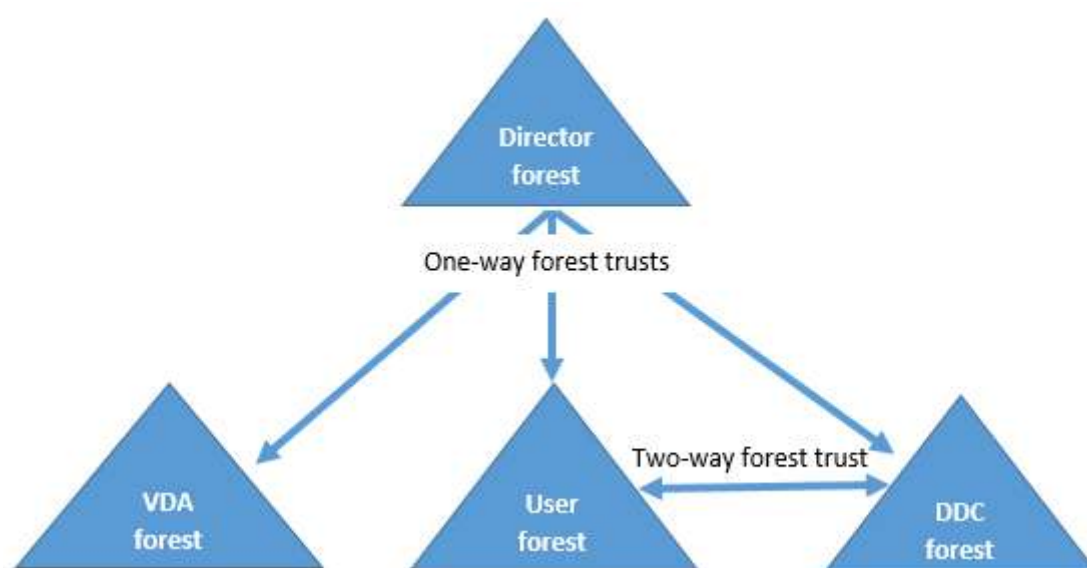 Director
forest
One-way forest trusts
Two-way forest trust
VDA
forest
User
forest
DDC
forest